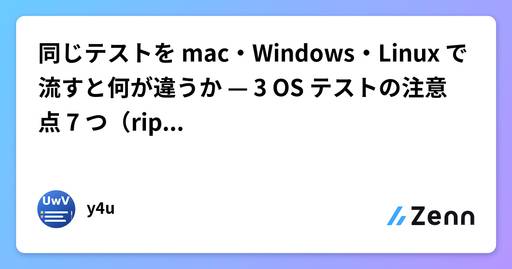 同じテストを mac・Windows・Linux で
流すと何が違うか — 3 OS テストの注意
点 7 つ（rip...
UwV
y4u
Zenn